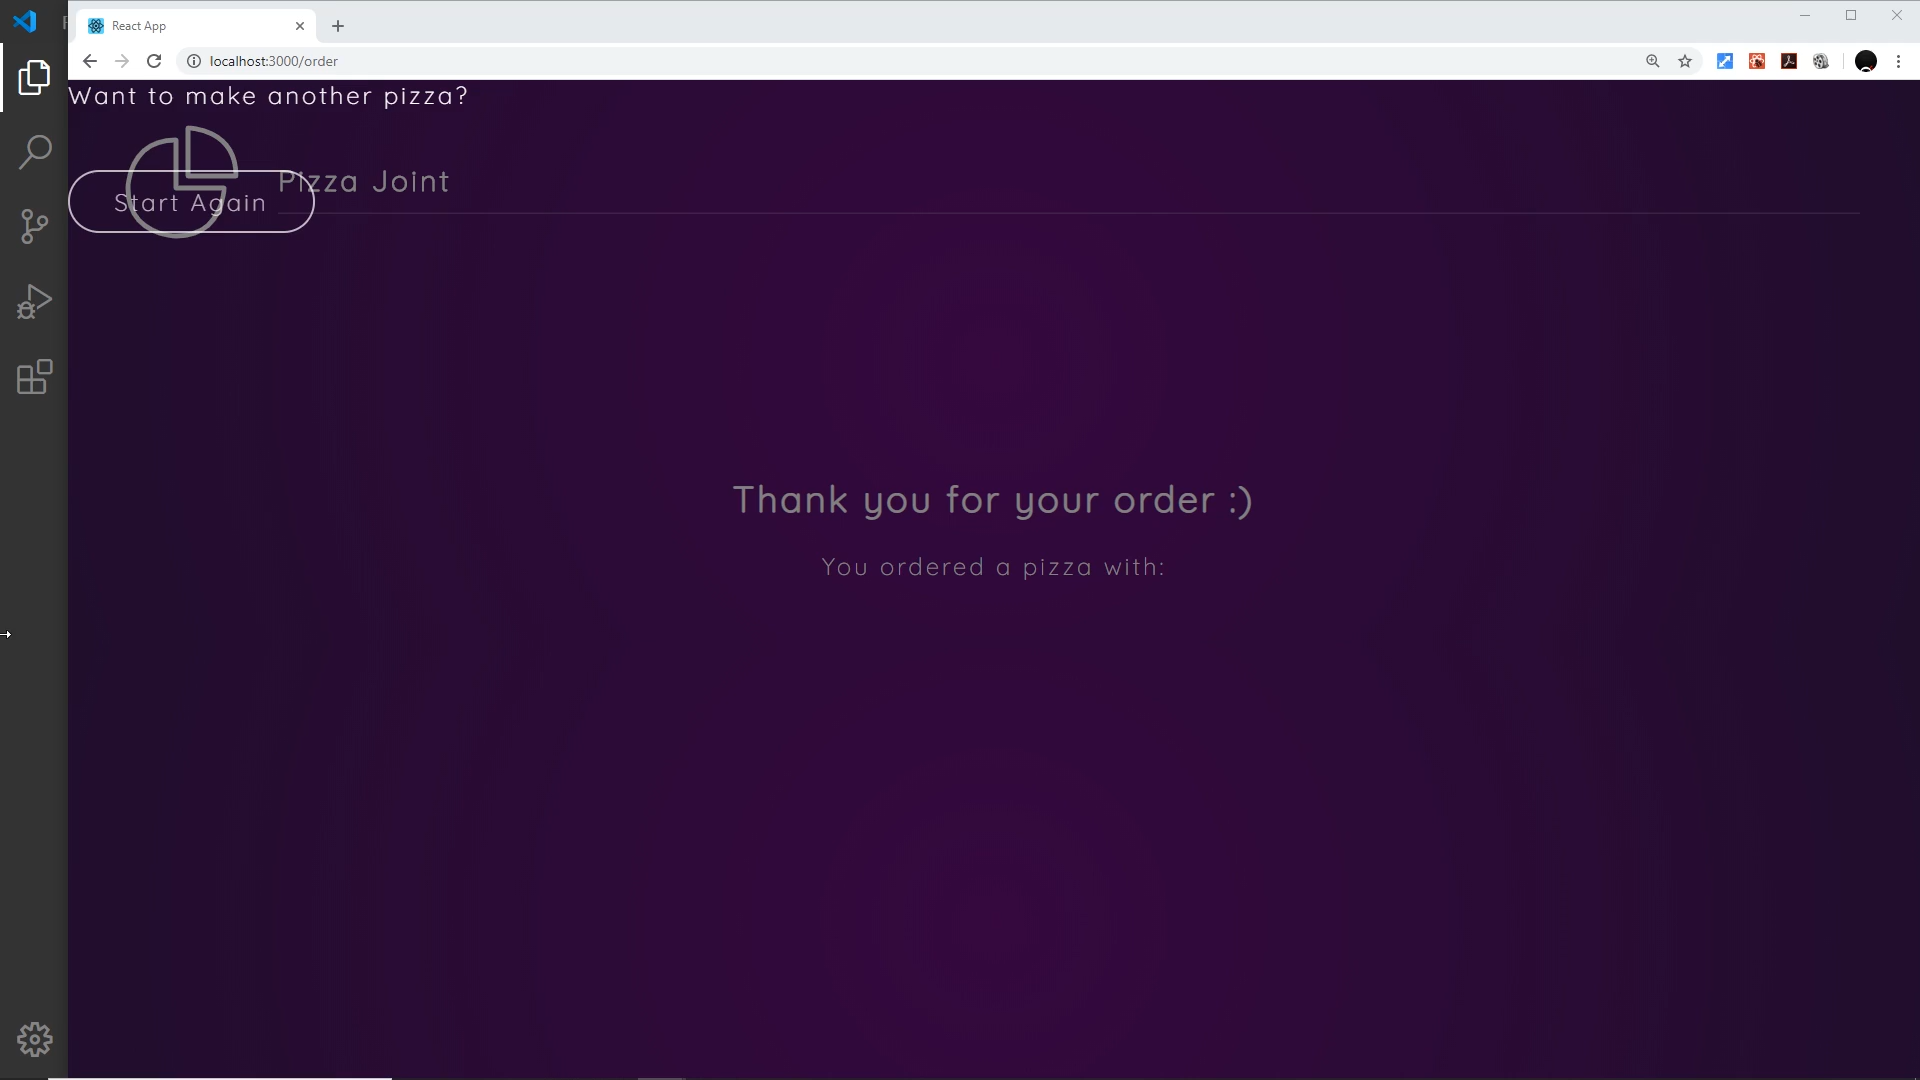 React App
localhost:3000/order
Want to make another pizza?
Pizza Joint
Start Again
Thank you for your order :)
You ordered a pizza with: